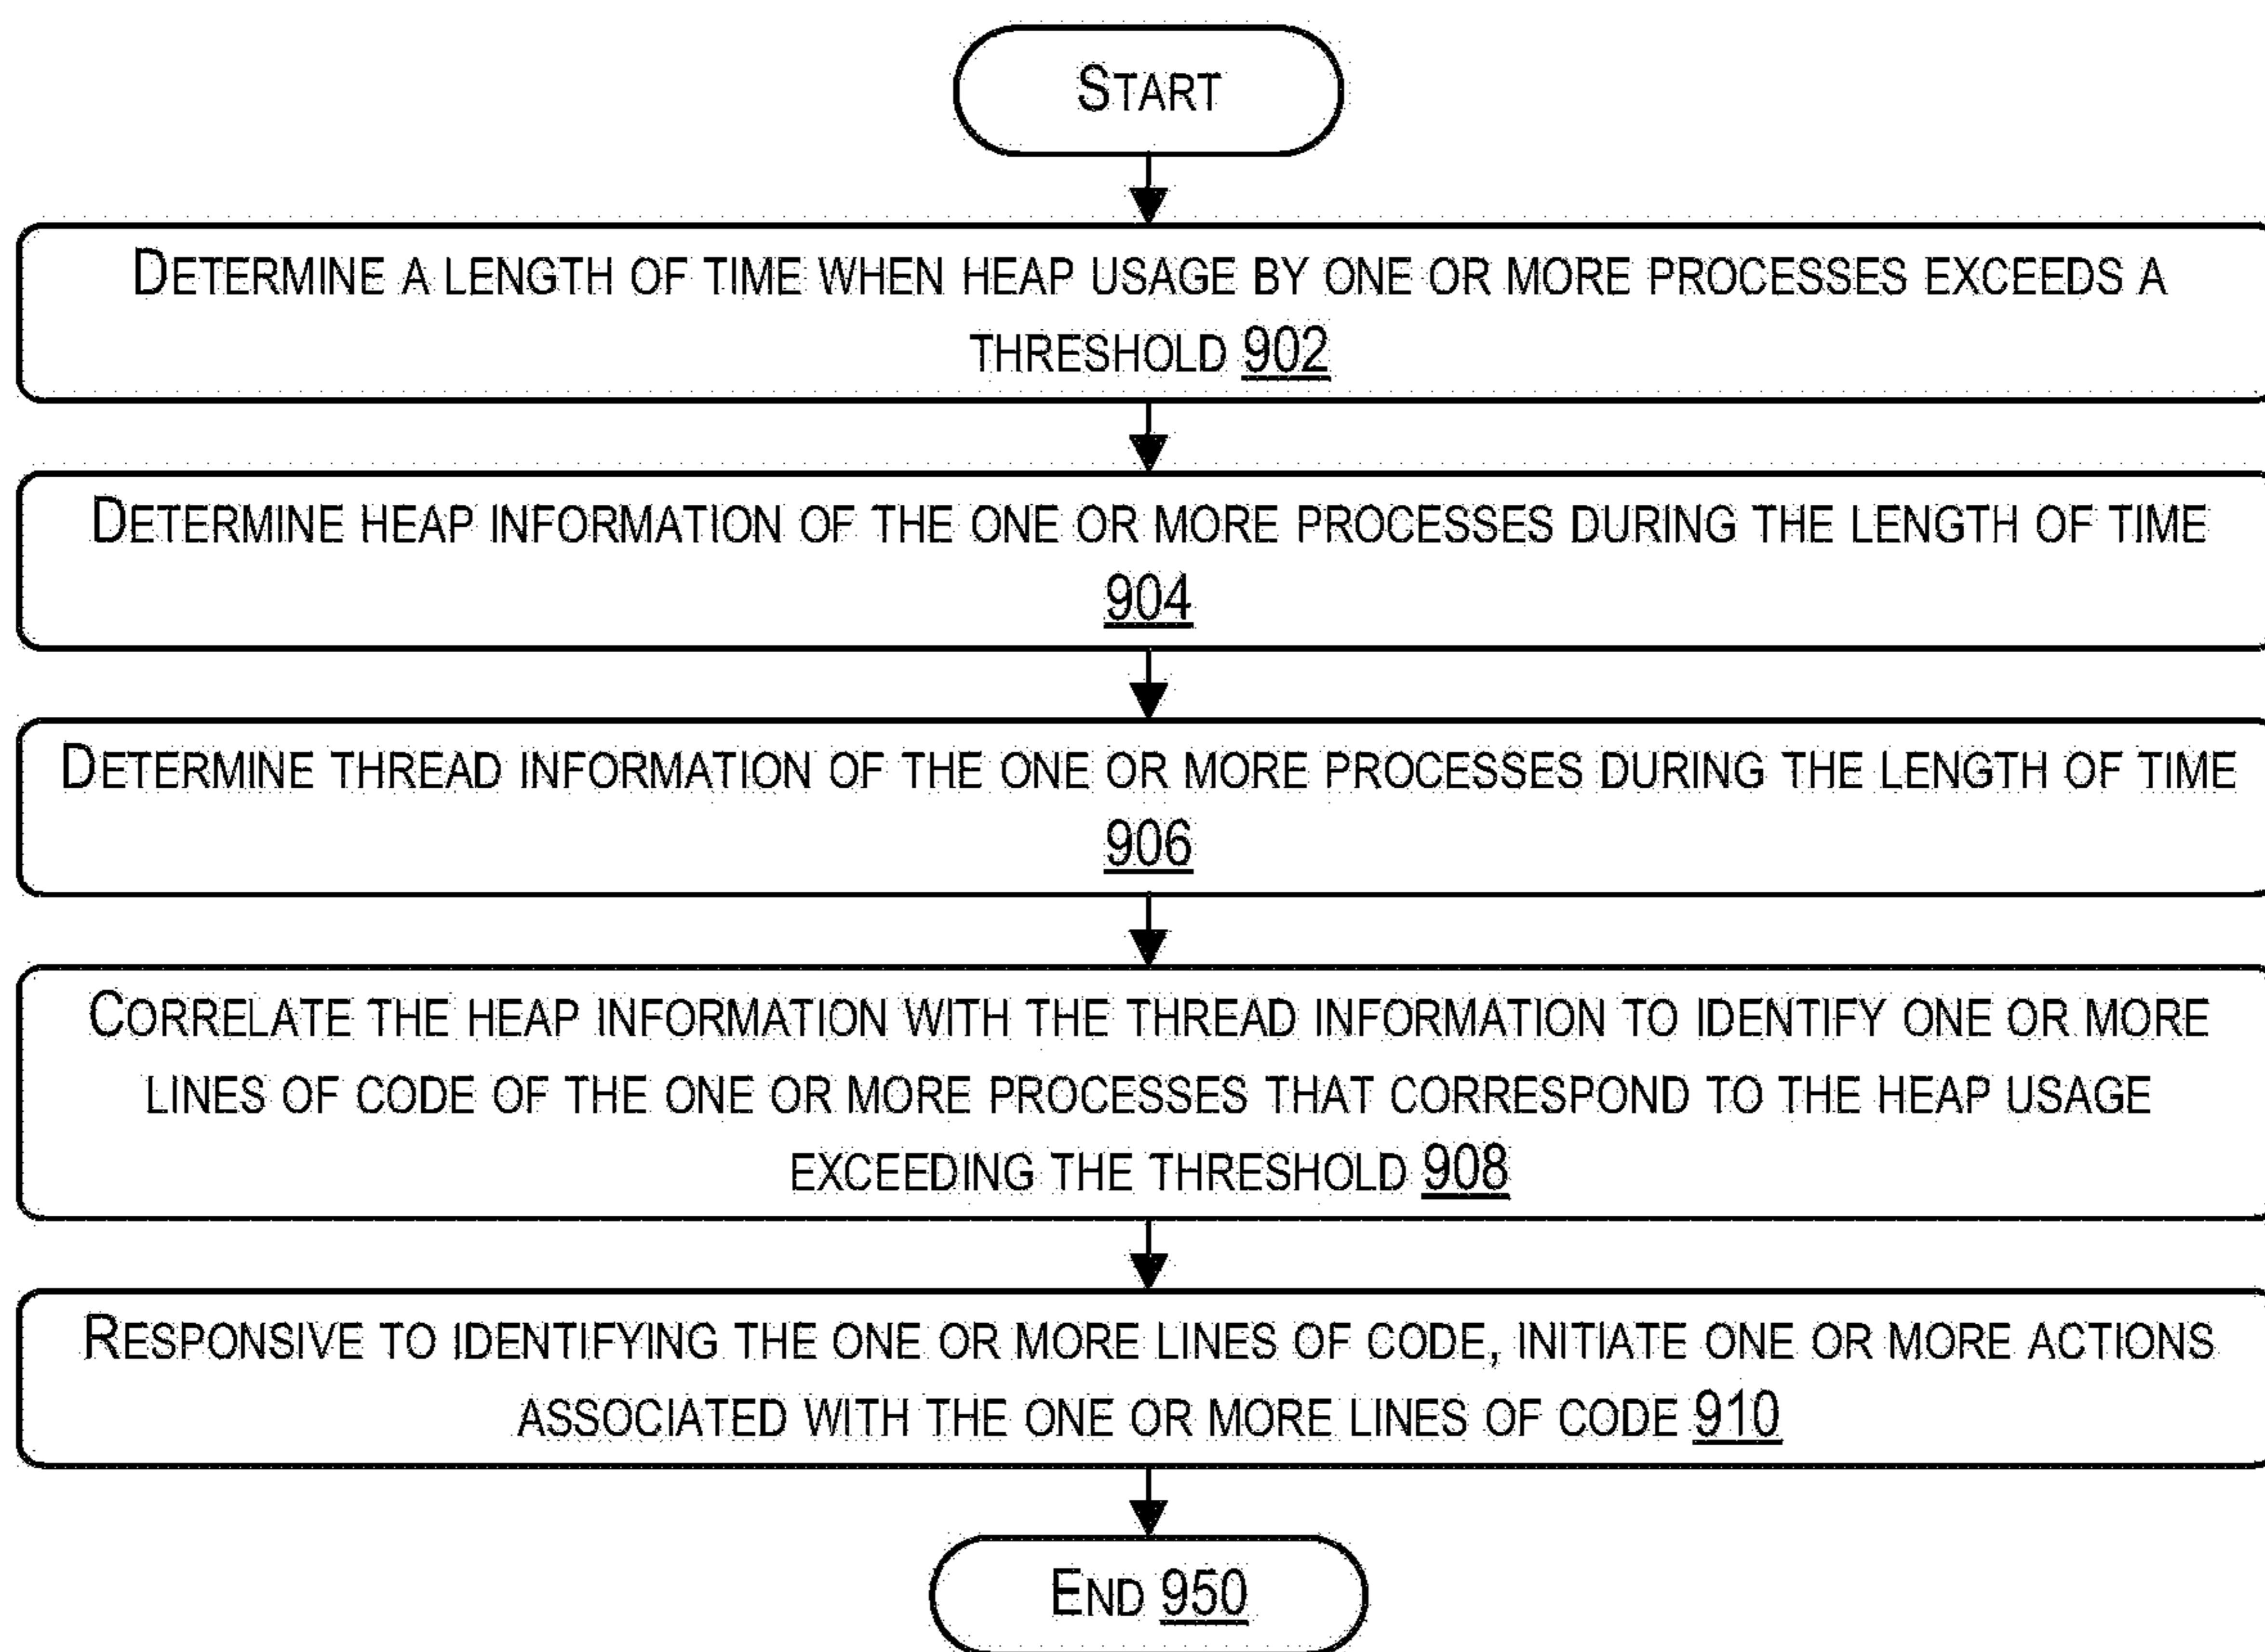 START
DETERMINE A LENGTH OF TIME WHEN HEAP USAGE BY ONE OR MORE PROCESSES EXCEEDS A
THRESHOLD 902
DETERMINE HEAP INFORMATION OF THE ONE OR MORE PROCESSES DURING THE LENGTH OF TIME
904
DETERMINE THREAD INFORMATION OF THE ONE OR MORE PROCESSES DURING THE LENGTH OF TIME
906
CORRELATE THE HEAP INFORMATION WITH THE THREAD INFORMATION TO IDENTIFY ONE OR MORE
LINES OF CODE OF THE ONE OR MORE PROCESSES THAT CORRESPOND TO THE HEAP USAGE
EXCEEDING THE THRESHOLD 908
RESPONSIVE TO IDENTIFYING THE ONE OR MORE LINES OF CODE, INITIATE ONE OR MORE ACTIONS
ASSOCIATED WITH THE ONE OR MORE LINES OF CODE 910
END 950